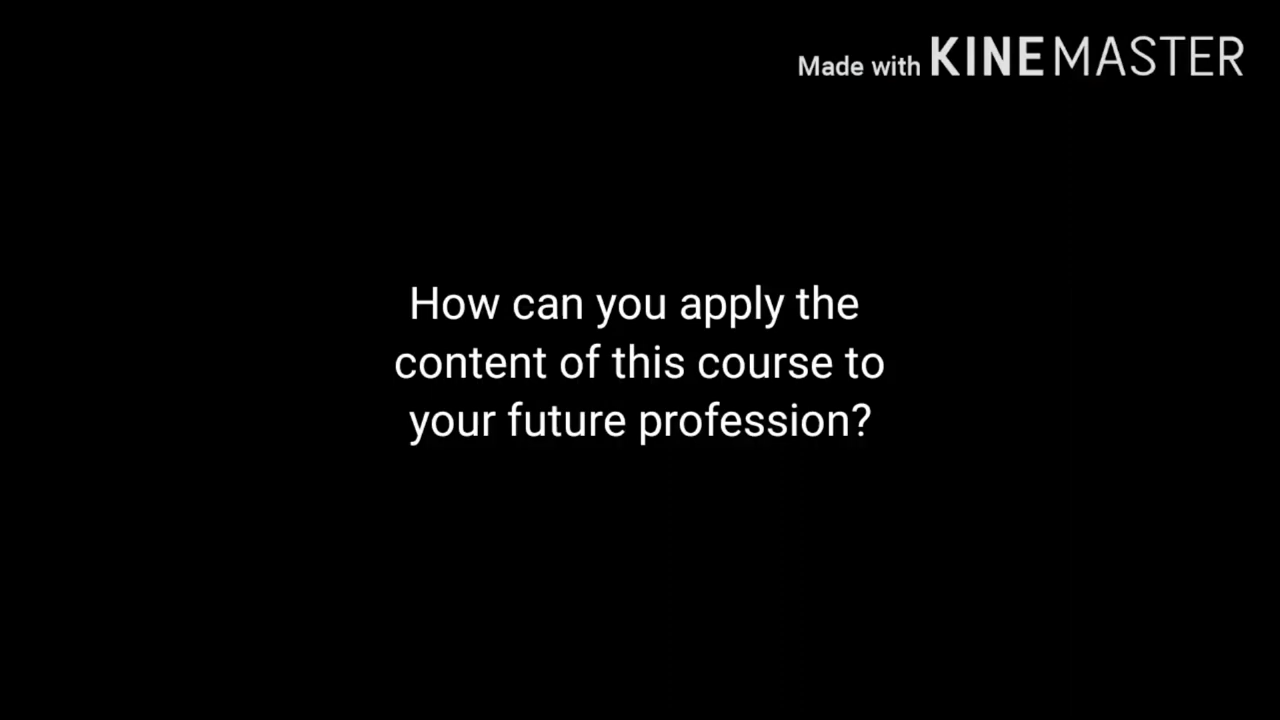 Made with KINEMASTER
How can you apply the
content of this course to
your future profession?